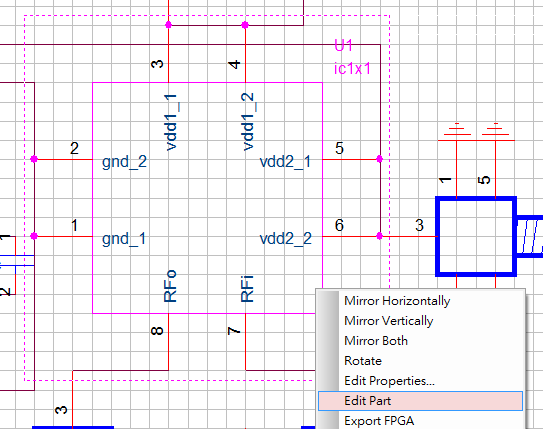 U1
ic1x1
3
4
vdd1_1
vdd1_2
2
gnd_2
vdd2_1
5
1
5
1
gnd_1
vdd2_2
6
3
1
2
RFo
RFi
8
7
3
Mirror Horizontally
Mirror Vertically
Mirror Both
Rotate
Edit Properties...
Edit Part
Export FPGA